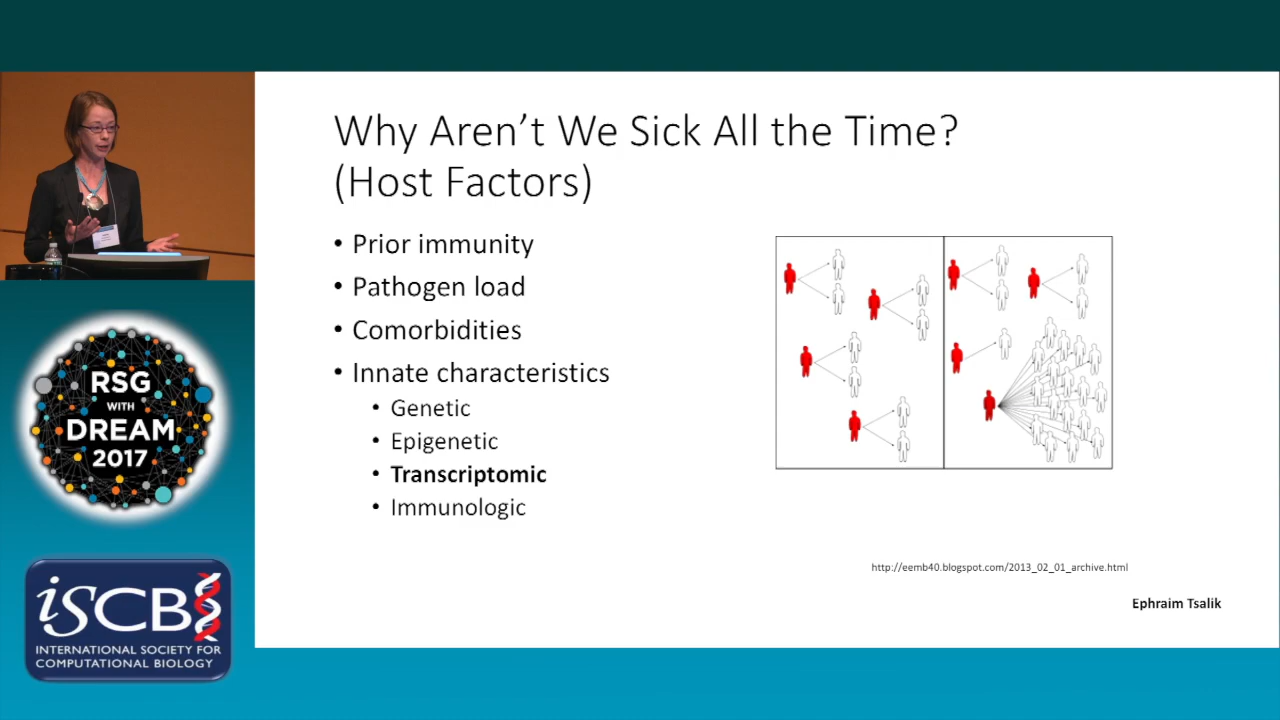 Why Aren’t We Sick All the Time?
(Host Factors)
• Prior immunity
• Pathogen load
• Comorbidities
• Innate characteristics
• Genetic
• Epigenetic
• Transcriptomic
• Immunologic
http://eemb40.blogspot.com/2013_02_01_archive.html
Ephraim Tsalik
RSG
WITH
DREAM
2017
iSCB
INTERNATIONAL SOCIETY FOR
COMPUTATIONAL BIOLOGY